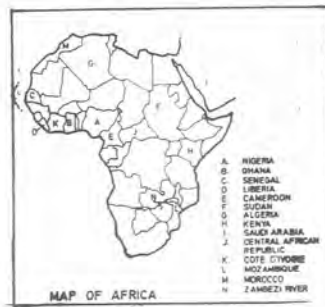 M
G
C
F
K
B
A
D
E
H
A. NIGERIA
B. GHANA
C SENEGAL
D LIBERIA
E CAMEROON
F SUDAN
G ALGERIA
H KENYA
I SAUDI ARABIA
J CENTRAL AFRICAN
REPUBLIC
K COTE D'IVOIRE
L MOZAMBIQUE
M MOROCCO
N ZAMBEZI RIVER
MAP OF AFRICA